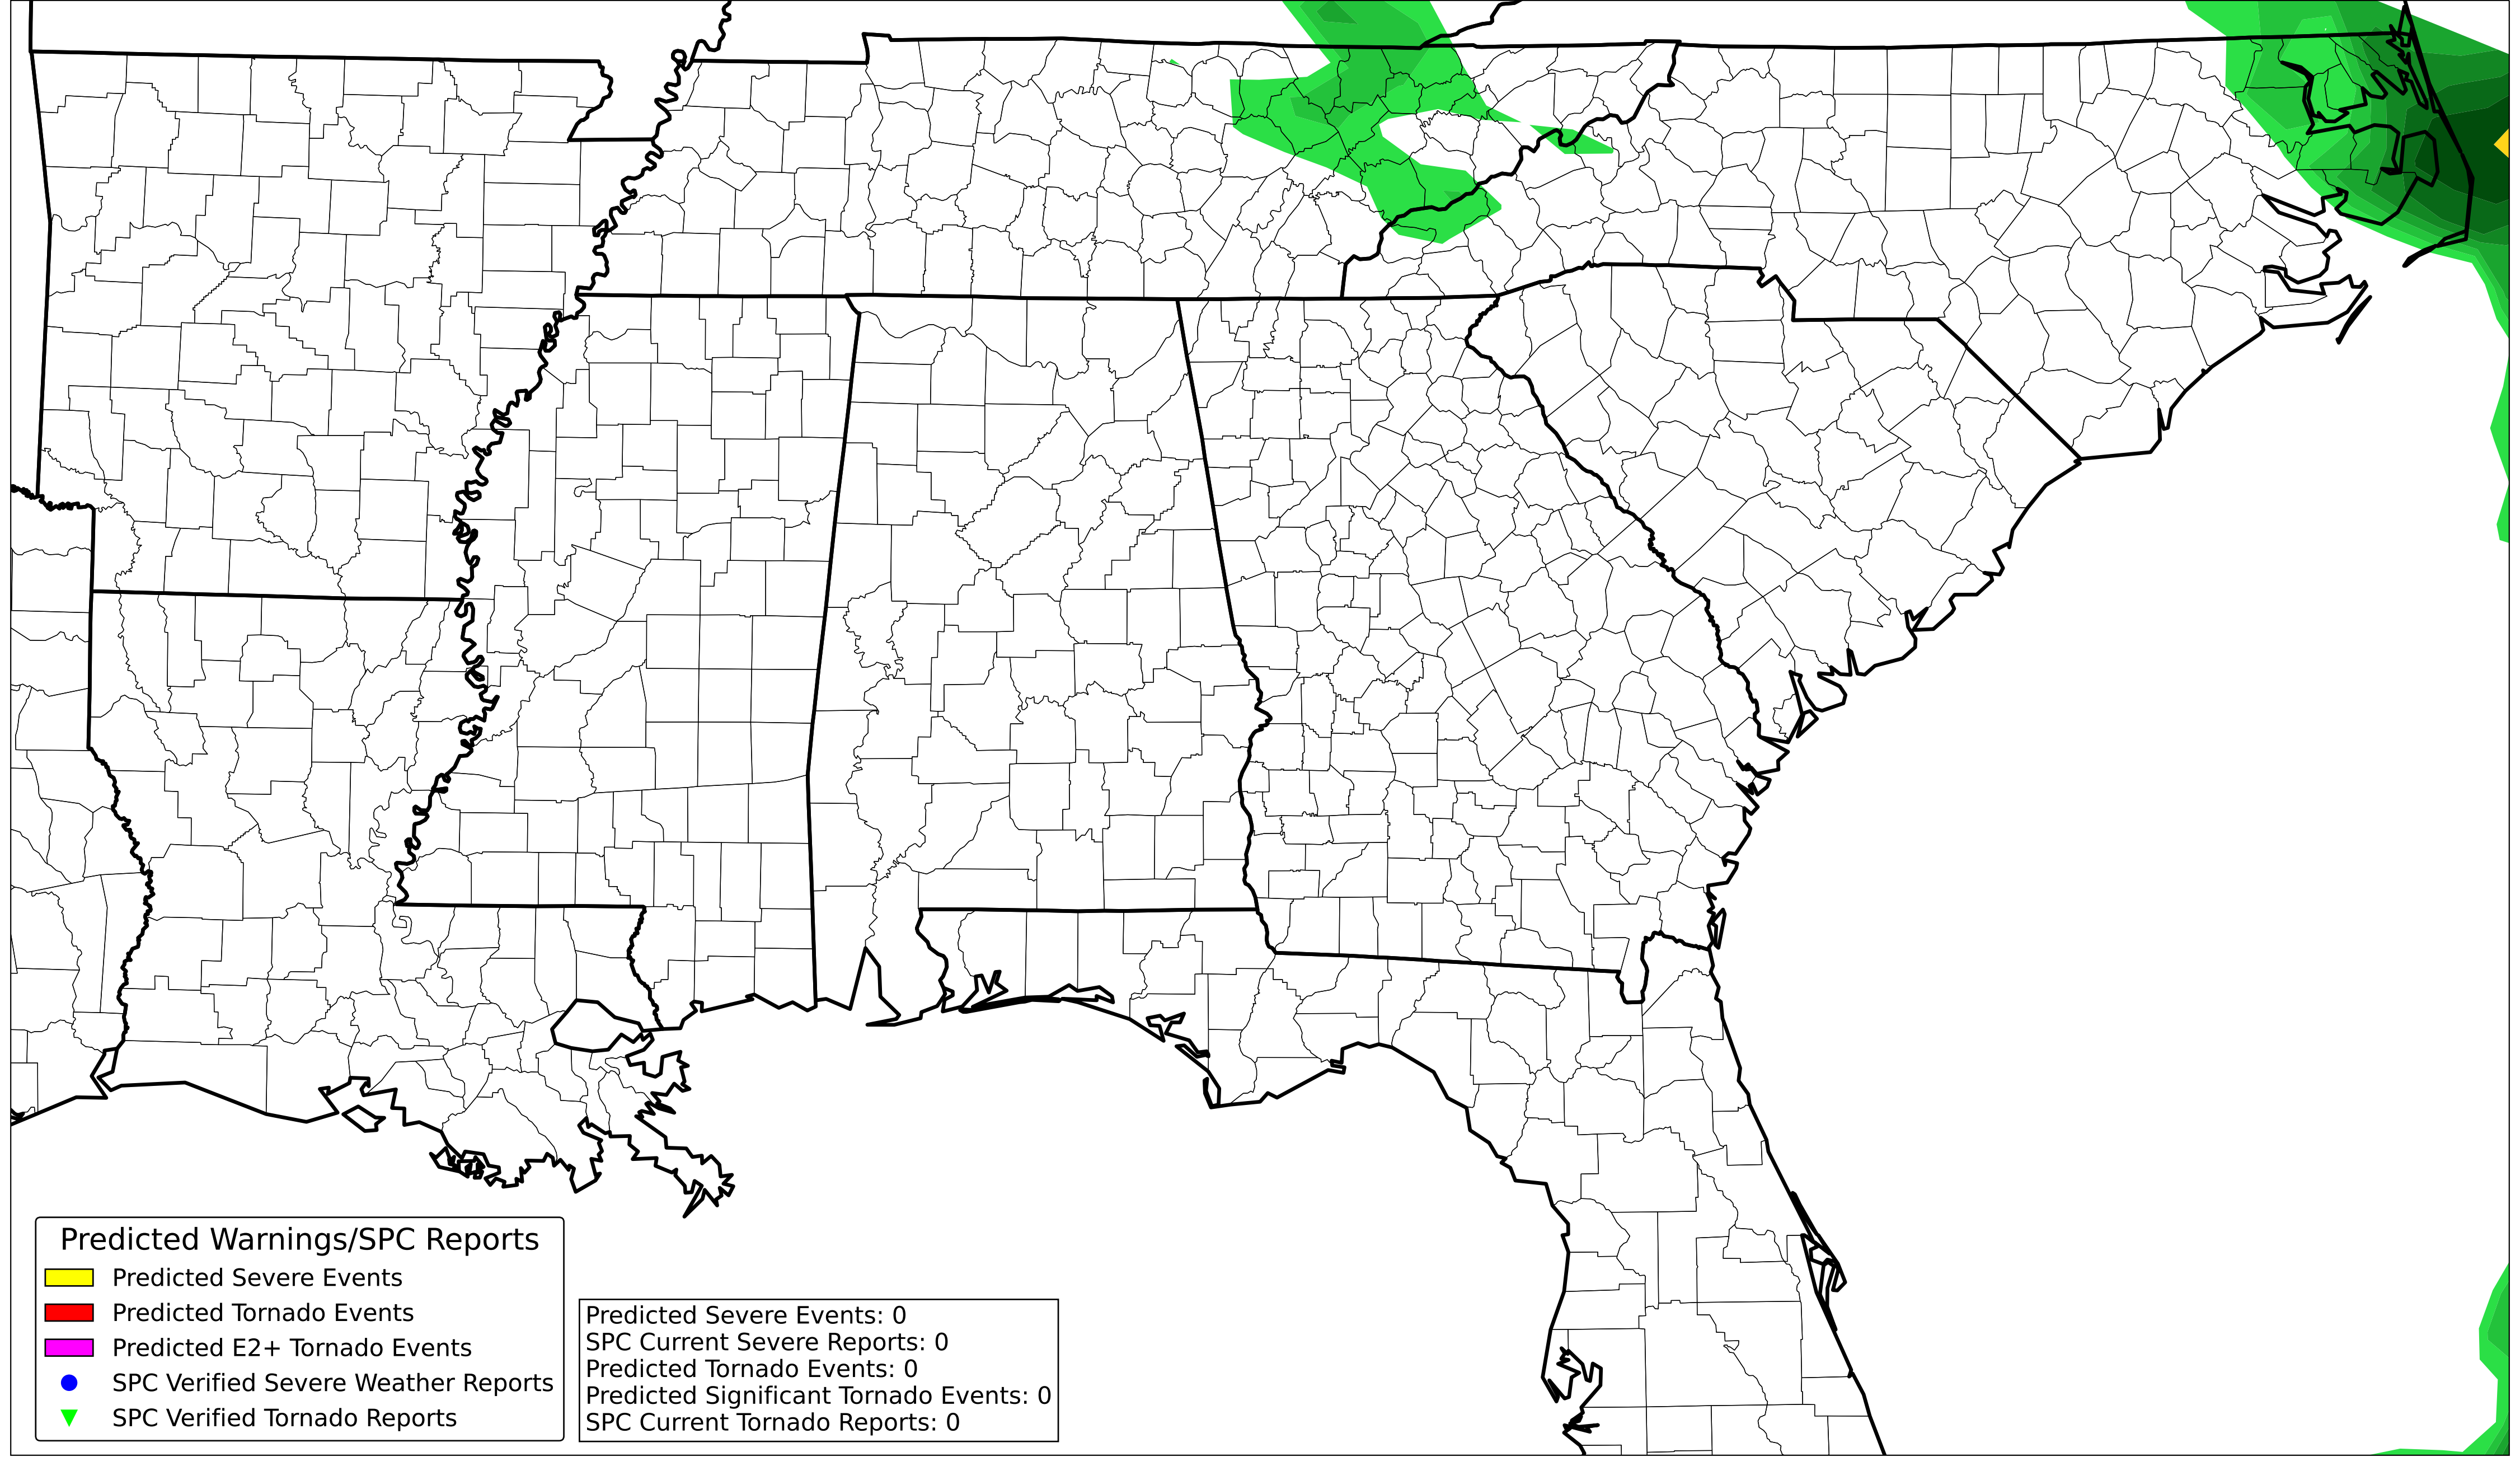 Predicted Warnings/SPC Reports
Predicted Severe Events
Predicted Tornado Events
Predicted E2+ Tornado Events
SPC Verified Severe Weather Reports
SPC Verified Tornado Reports
Predicted Severe Events: 0
SPC Current Severe Reports: 0
Predicted Tornado Events: 0
Predicted Significant Tornado Events: 0
SPC Current Tornado Reports: 0